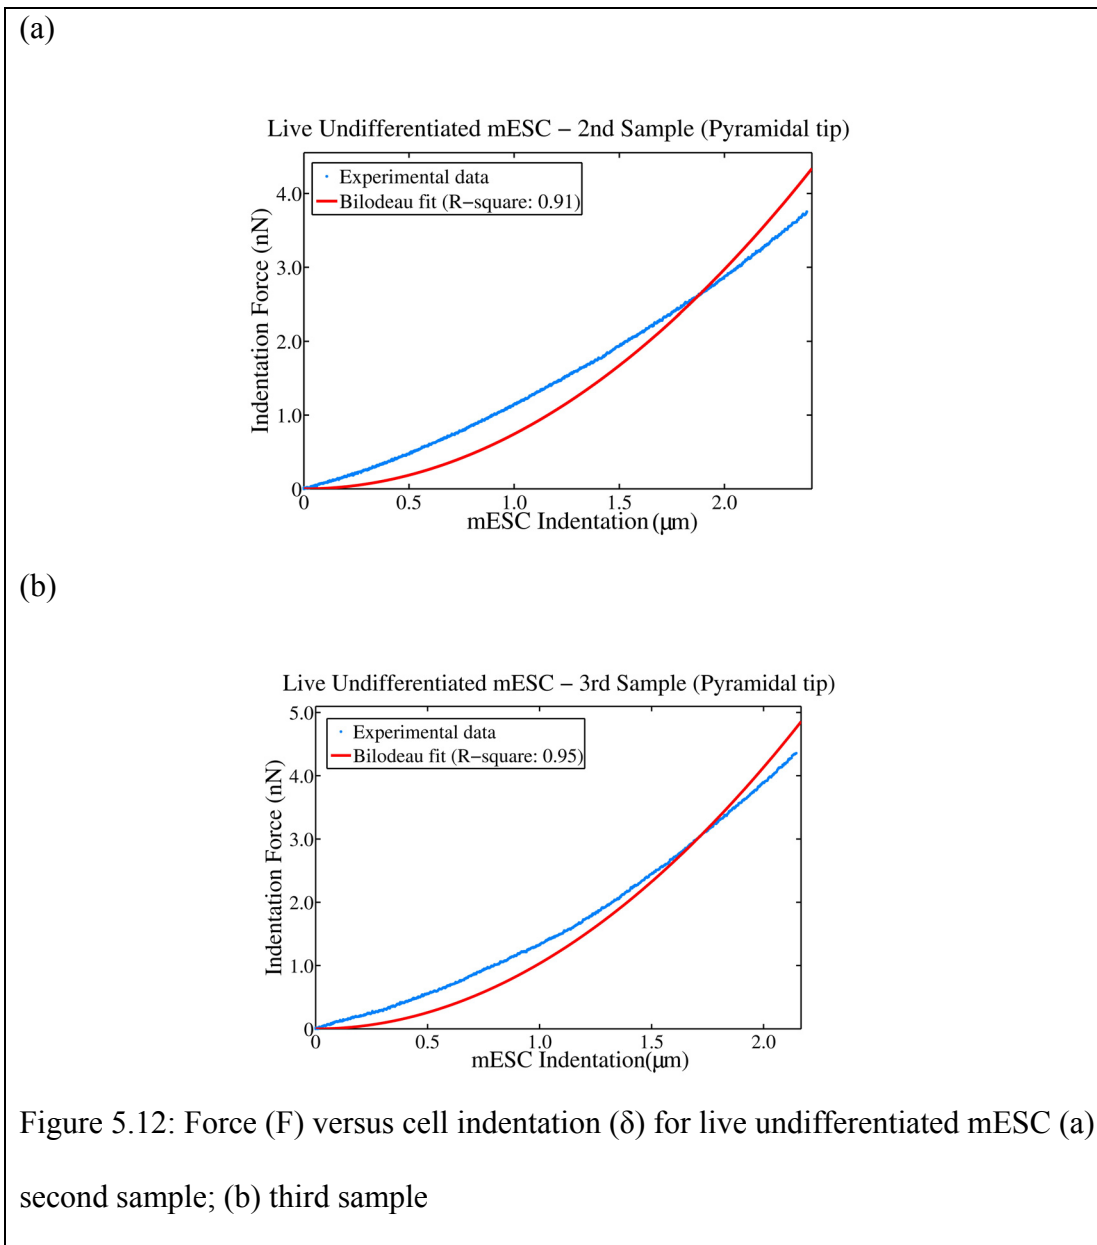 (a)
Live Undifferentiated mESC − 2nd Sample (Pyramidal tip)
Experimental data
Bilodeau fit (R−square: 0.91)
Indentation Force (nN)
4.0
3.0
2.0
1.0
0
0
0.5
1.0
1.5
2.0
mESC Indentation (μm)
(b)
Live Undifferentiated mESC − 3rd Sample (Pyramidal tip)
Experimental data
Bilodeau fit (R−square: 0.95)
Indentation Force (nN)
5.0
4.0
3.0
2.0
1.0
0
0
0.5
1.0
1.5
2.0
mESC Indentation(μm)
Figure 5.12: Force (F) versus cell indentation (δ) for live undifferentiated mESC (a)
second sample; (b) third sample